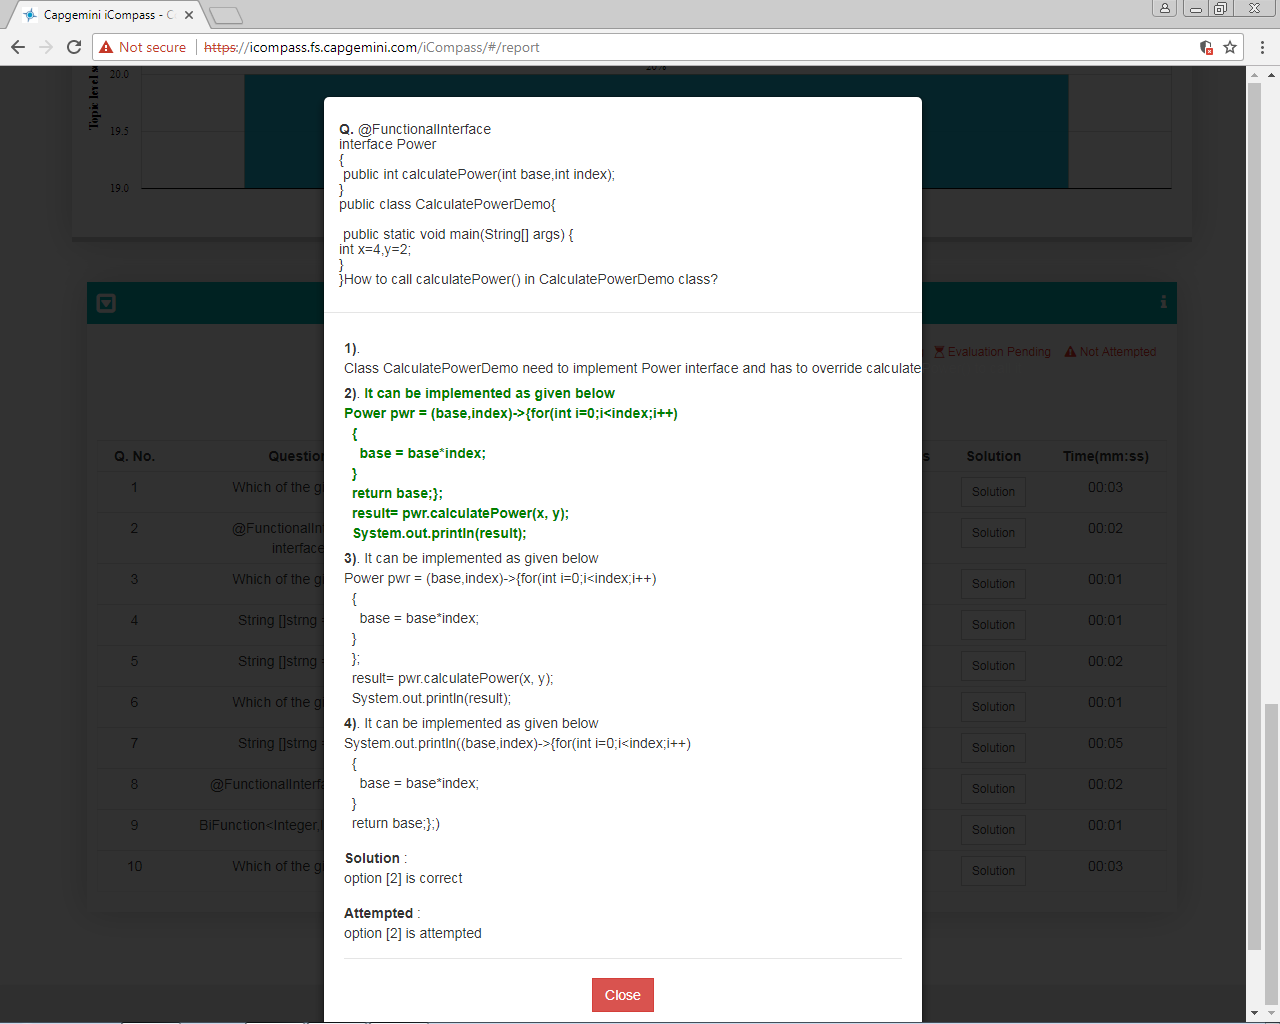 Capgemini iCompass - C
Not secure
https://icompass.fs.capgemini.com/iCompass/#/report
20.0
19.5
19.0
Topic level s
Q. @FunctionalInterface
interface Power
{
public int calculatePower(int base,int index);
}
public class CalculatePowerDemo{
public static void main(String[] args) {
int x=4,y=2;
}
}How to call calculatePower() in CalculatePowerDemo class?
1).
Class CalculatePowerDemo need to implement Power interface and has to override calculate
2). It can be implemented as given below
Power pwr = (base,index)->{for(int i=0;i<index;i++)
{
base = base*index;
}
return base;};
result= pwr.calculatePower(x, y);
System.out.println(result);
3). It can be implemented as given below
Power pwr = (base,index)->{for(int i=0;i<index;i++)
{
base = base*index;
}
};
result= pwr.calculatePower(x, y);
System.out.println(result);
4). It can be implemented as given below
System.out.println((base,index)->{for(int i=0;i<index;i++)
{
base = base*index;
}
return base;};)
Solution :
option [2] is correct
Attempted :
option [2] is attempted
Close
Evaluation Pending Not Attempted
Q. No. Questio s Solution Time(mm:ss)
1 Which of the g Solution 00:03
2 @FunctionalIn Solution 00:02
interface
3 Which of the g Solution 00:01
4 String []strng Solution 00:01
5 String []strng Solution 00:02
6 Which of the g Solution 00:01
7 String []strng Solution 00:05
8 @FunctionalInterfa Solution 00:02
9 BiFunction<Integer, Solution 00:01
10 Which of the g Solution 00:03